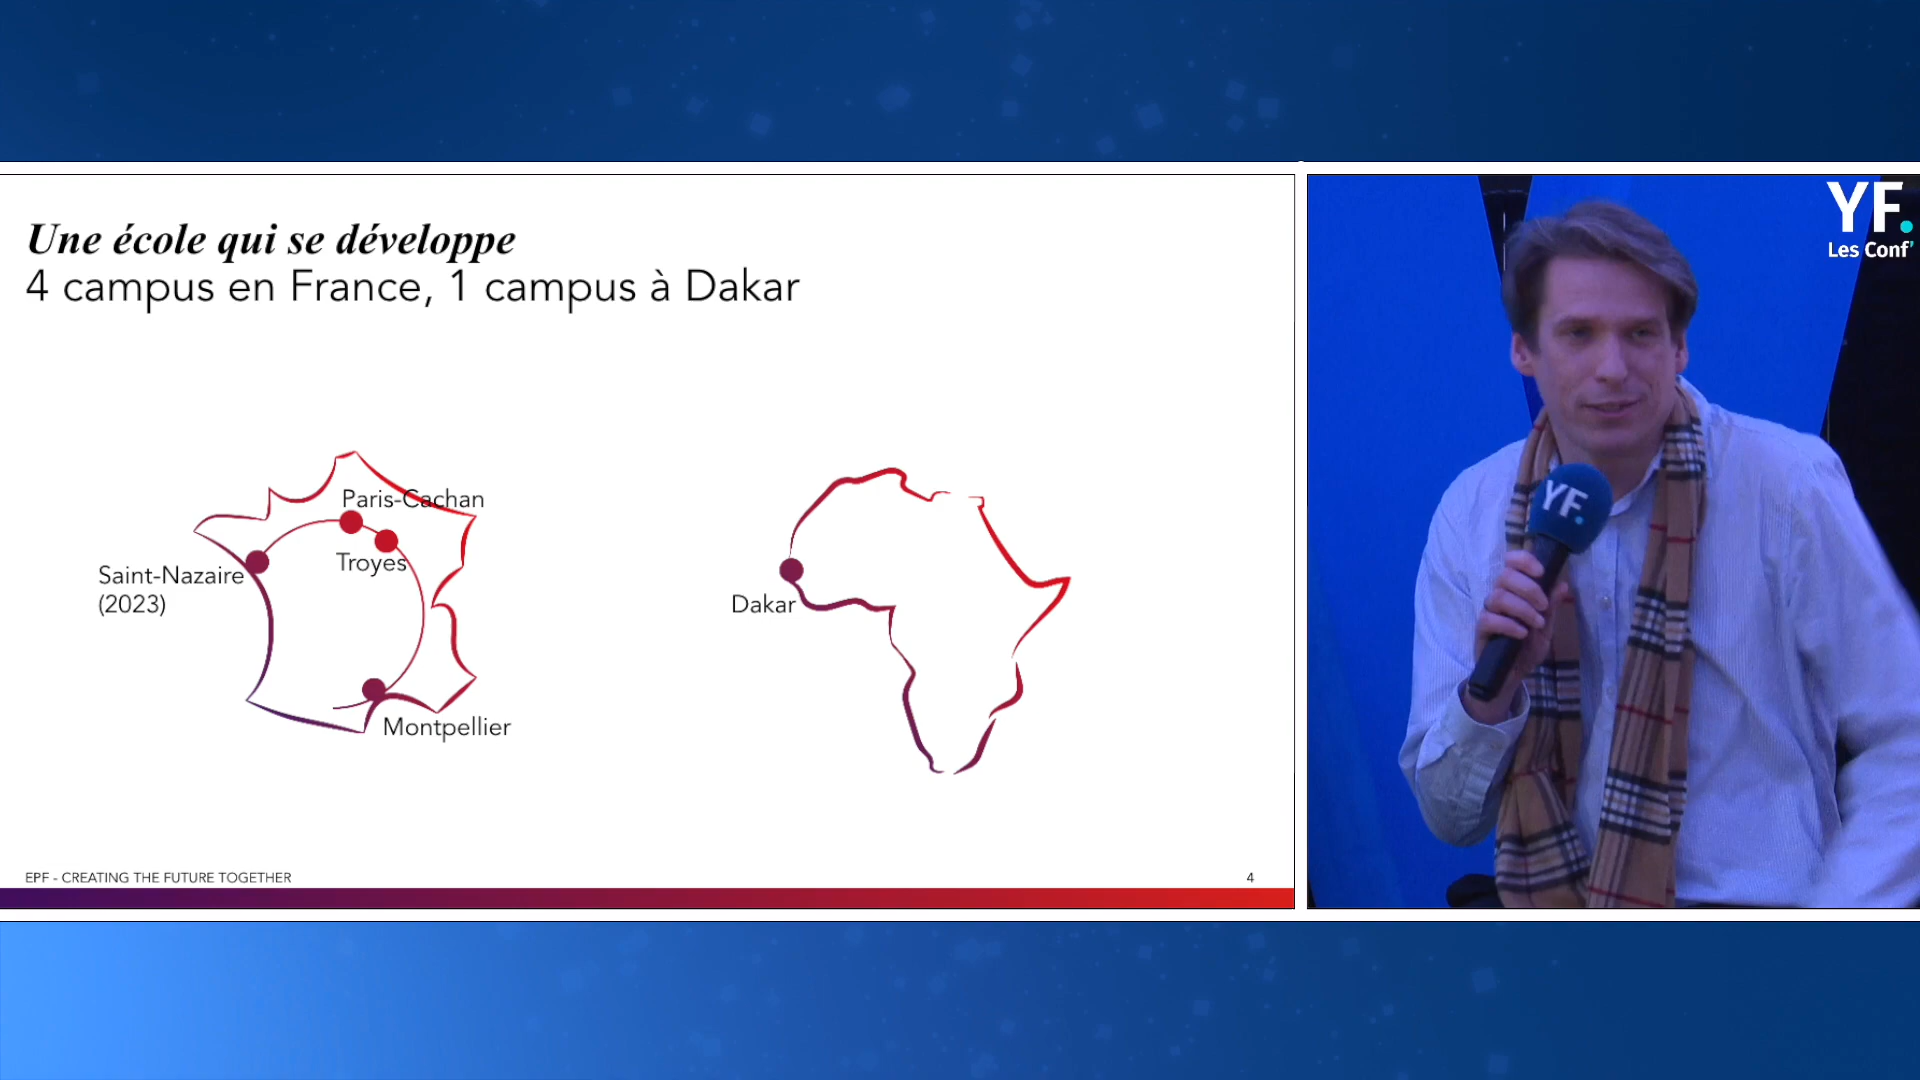 Une école qui se développe
4 campus en France, 1 campus à Dakar
Paris-Cachan
Troyes
Saint-Nazaire
(2023)
Montpellier
Dakar
EPF - CREATING THE FUTURE TOGETHER
4
YF.
Les Conf'
YF.